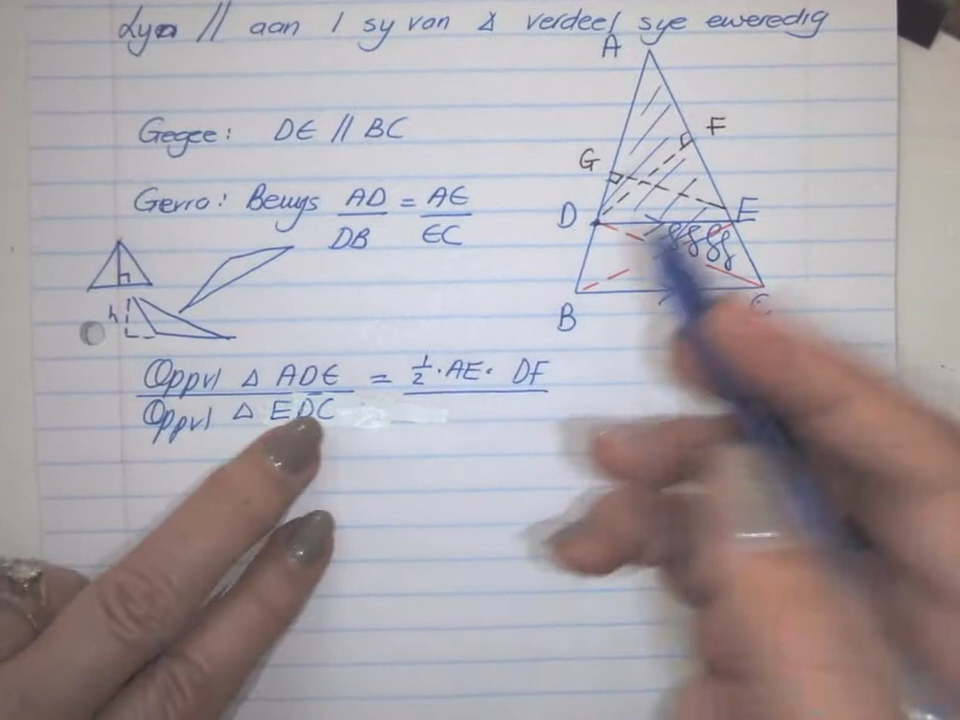 Lyn // aan 1 sy van Δ verdeel sye eweredig
A
Gegee: DE // BC
F
G
Gevra: Bewys AD/DB = AE/EC
D
E
h
B
C
Oppvl Δ ADE = 1/2 · AE · DF
Oppvl Δ EDC